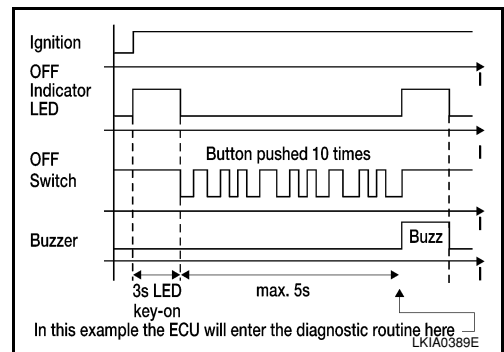 Ignition
OFF
Indicator
LED
OFF
Switch
Button pushed 10 times
Buzzer
Buzz
3s LED
key-on
max. 5s
In this example the ECU will enter the diagnostic routine here
LKIA0389E